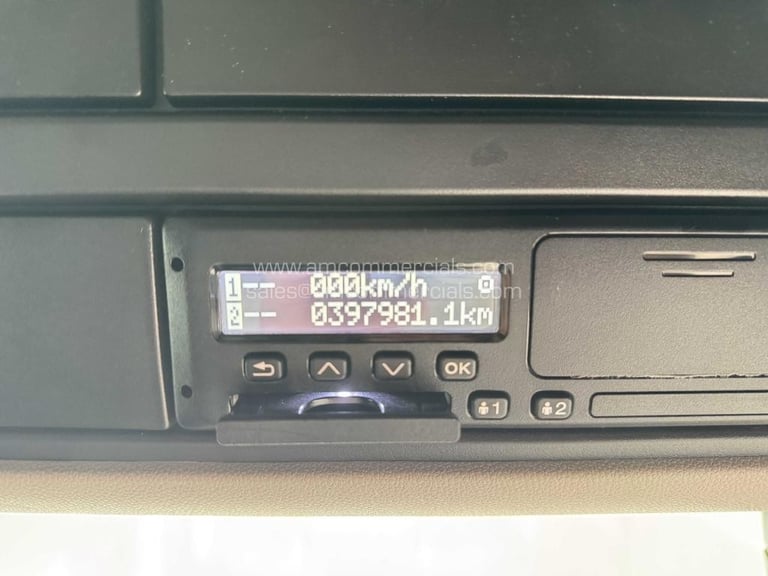 www.amcommercials.com
1 -- 000km/h
sales@amcommercials.com
2 -- 0397981.1km
OK
1 2